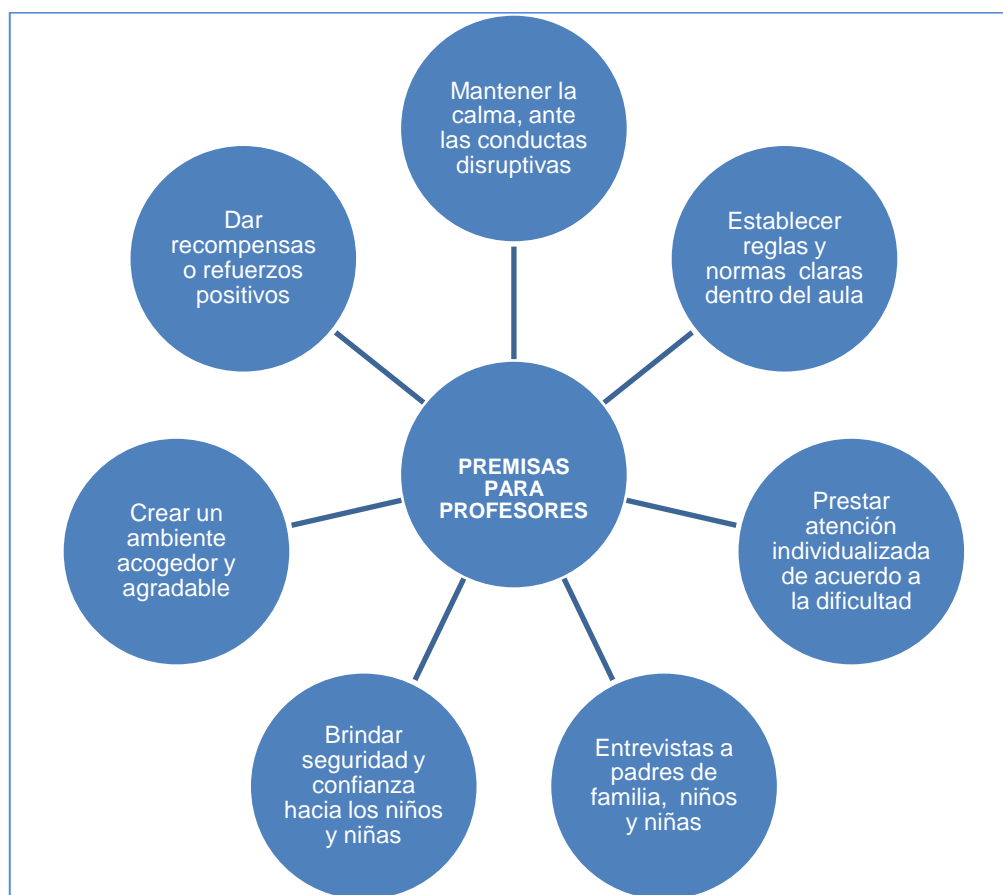 Mantener la
calma, ante
las conductas
disruptivas
Dar
recompensas
o refuerzos
positivos
Establecer
reglas y
normas claras
dentro del aula
PREMISAS
PARA
PROFESORES
Crear un
ambiente
acogedor y
agradable
Prestar
atención
individualizada
de acuerdo a
la dificultad
Brindar
seguridad y
confianza
hacia los niños
y niñas
Entrevistas a
padres de
familia, niños
y niñas